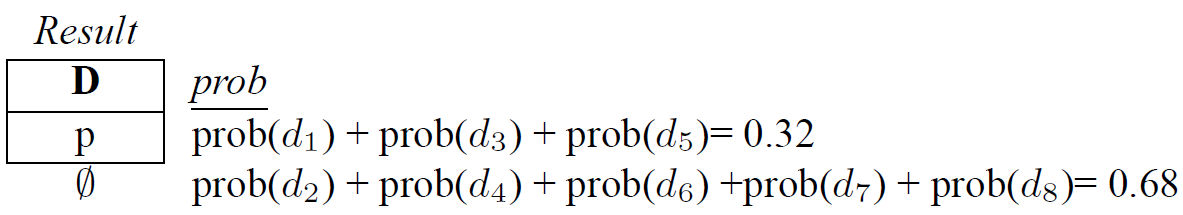 Result
D prob
p prob(d₁) + prob(d₃) + prob(d₅)= 0.32
∅ prob(d₂) + prob(d₄) + prob(d₆) +prob(d₇) + prob(d₈)= 0.68